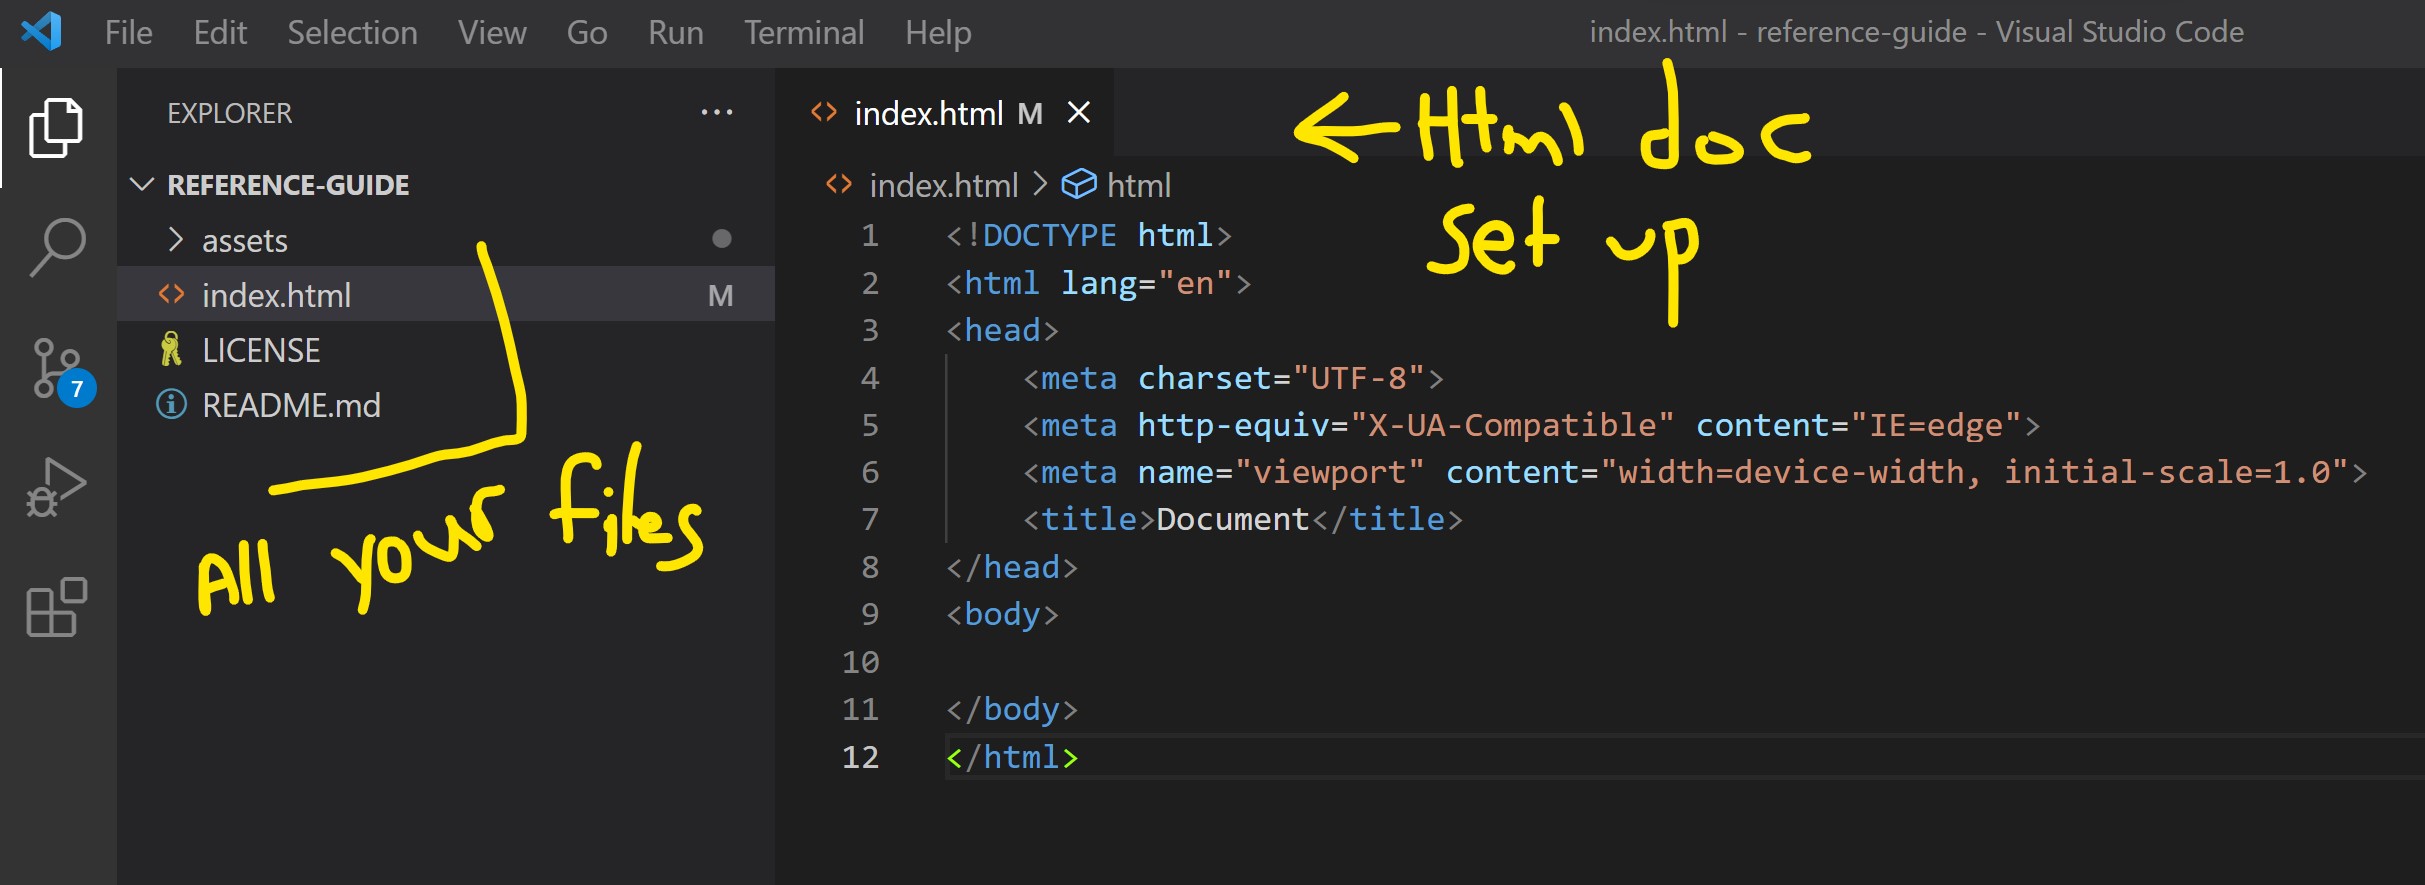 File Edit Selection View Go Run Terminal Help
index.html - reference-guide - Visual Studio Code
EXPLORER ...
REFERENCE-GUIDE
assets
index.html M
LICENSE
README.md
7
All your files
index.html M
Html doc
Set up
index.html > html
1 <!DOCTYPE html>
2 <html lang="en">
3 <head>
4 <meta charset="UTF-8">
5 <meta http-equiv="X-UA-Compatible" content="IE=edge">
6 <meta name="viewport" content="width=device-width, initial-scale=1.0">
7 <title>Document</title>
8 </head>
9 <body>
10
11 </body>
12 </html>